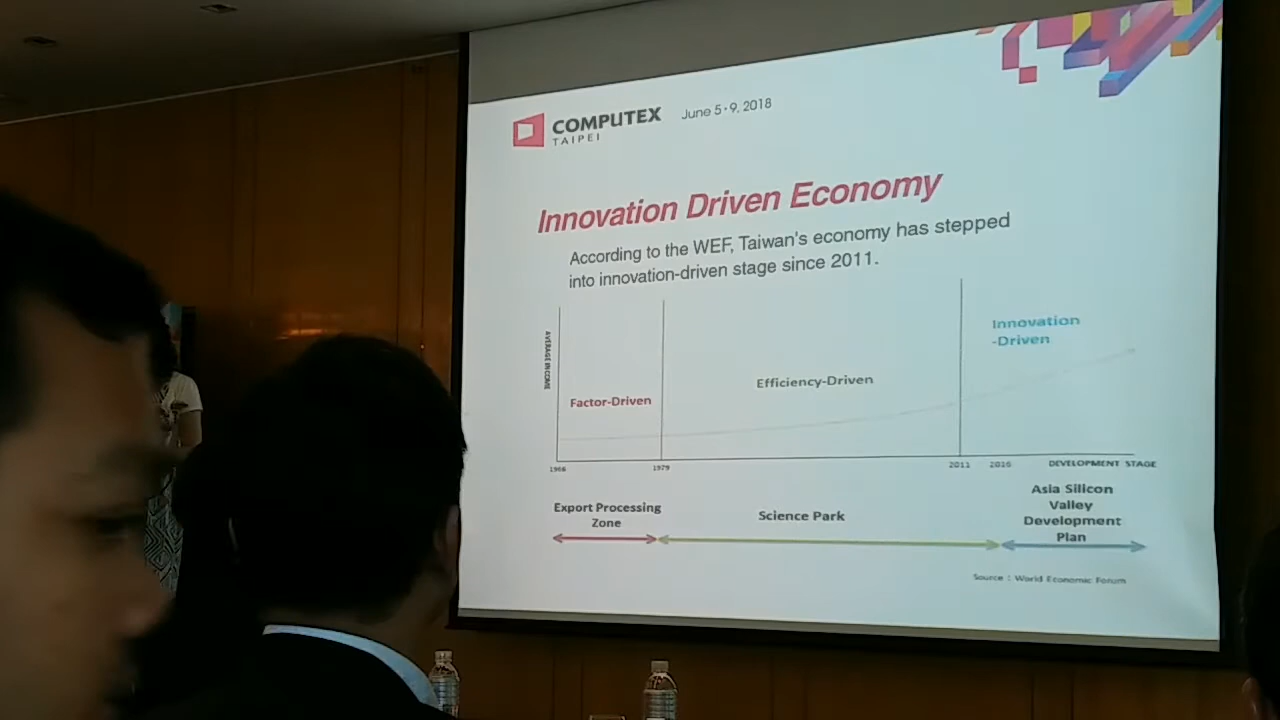 COMPUTEX
TAIPEI
June 5-9, 2018
Innovation Driven Economy
According to the WEF, Taiwan's economy has stepped
into innovation-driven stage since 2011.
AVERAGE INCOME
Innovation
-Driven
Efficiency-Driven
Factor-Driven
1966
1979
2011
2016
DEVELOPMENT STAGE
Export Processing
Zone
Science Park
Asia Silicon
Valley
Development
Plan
Source : World Economic Forum